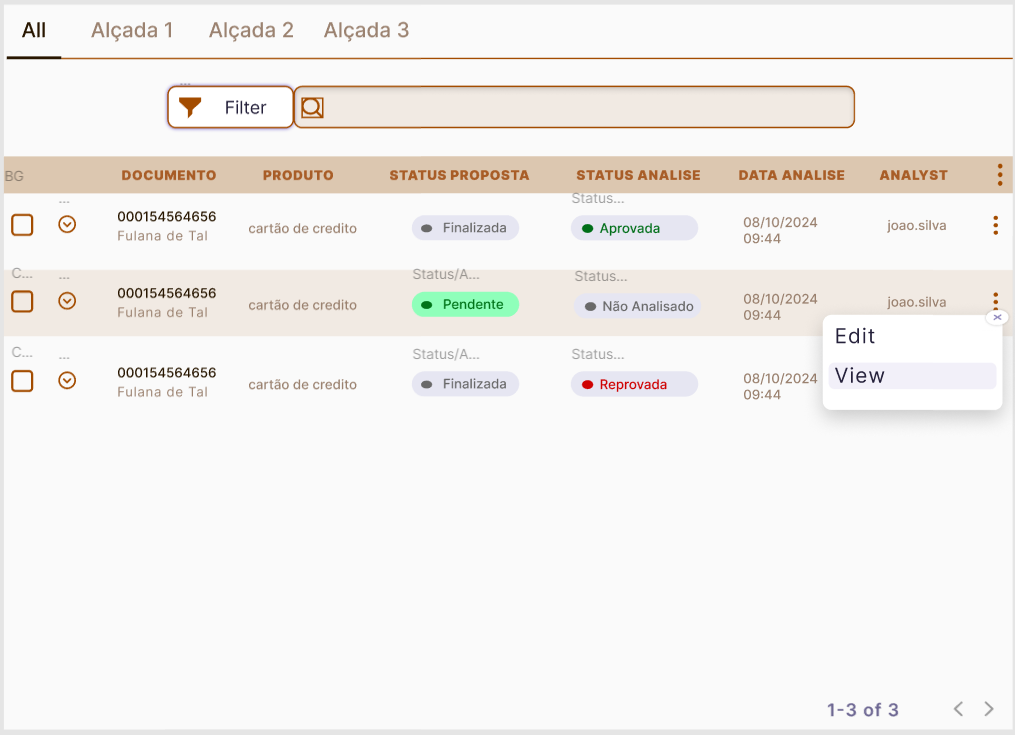 All Alçada 1 Alçada 2 Alçada 3
...
Filter
BG DOCUMENTO PRODUTO STATUS PROPOSTA STATUS ANALISE DATA ANALISE ANALYST
... Status...
000154564656
Fulana de Tal
cartão de credito
Finalizada
Aprovada
08/10/2024
09:44
joao.silva
C... ... Status/A... Status...
000154564656
Fulana de Tal
cartão de credito
Pendente
Não Analisado
08/10/2024
09:44
joao.silva
Edit
View
C... ... Status/A... Status...
000154564656
Fulana de Tal
cartão de credito
Finalizada
Reprovada
08/10/2024
09:44
1-3 of 3